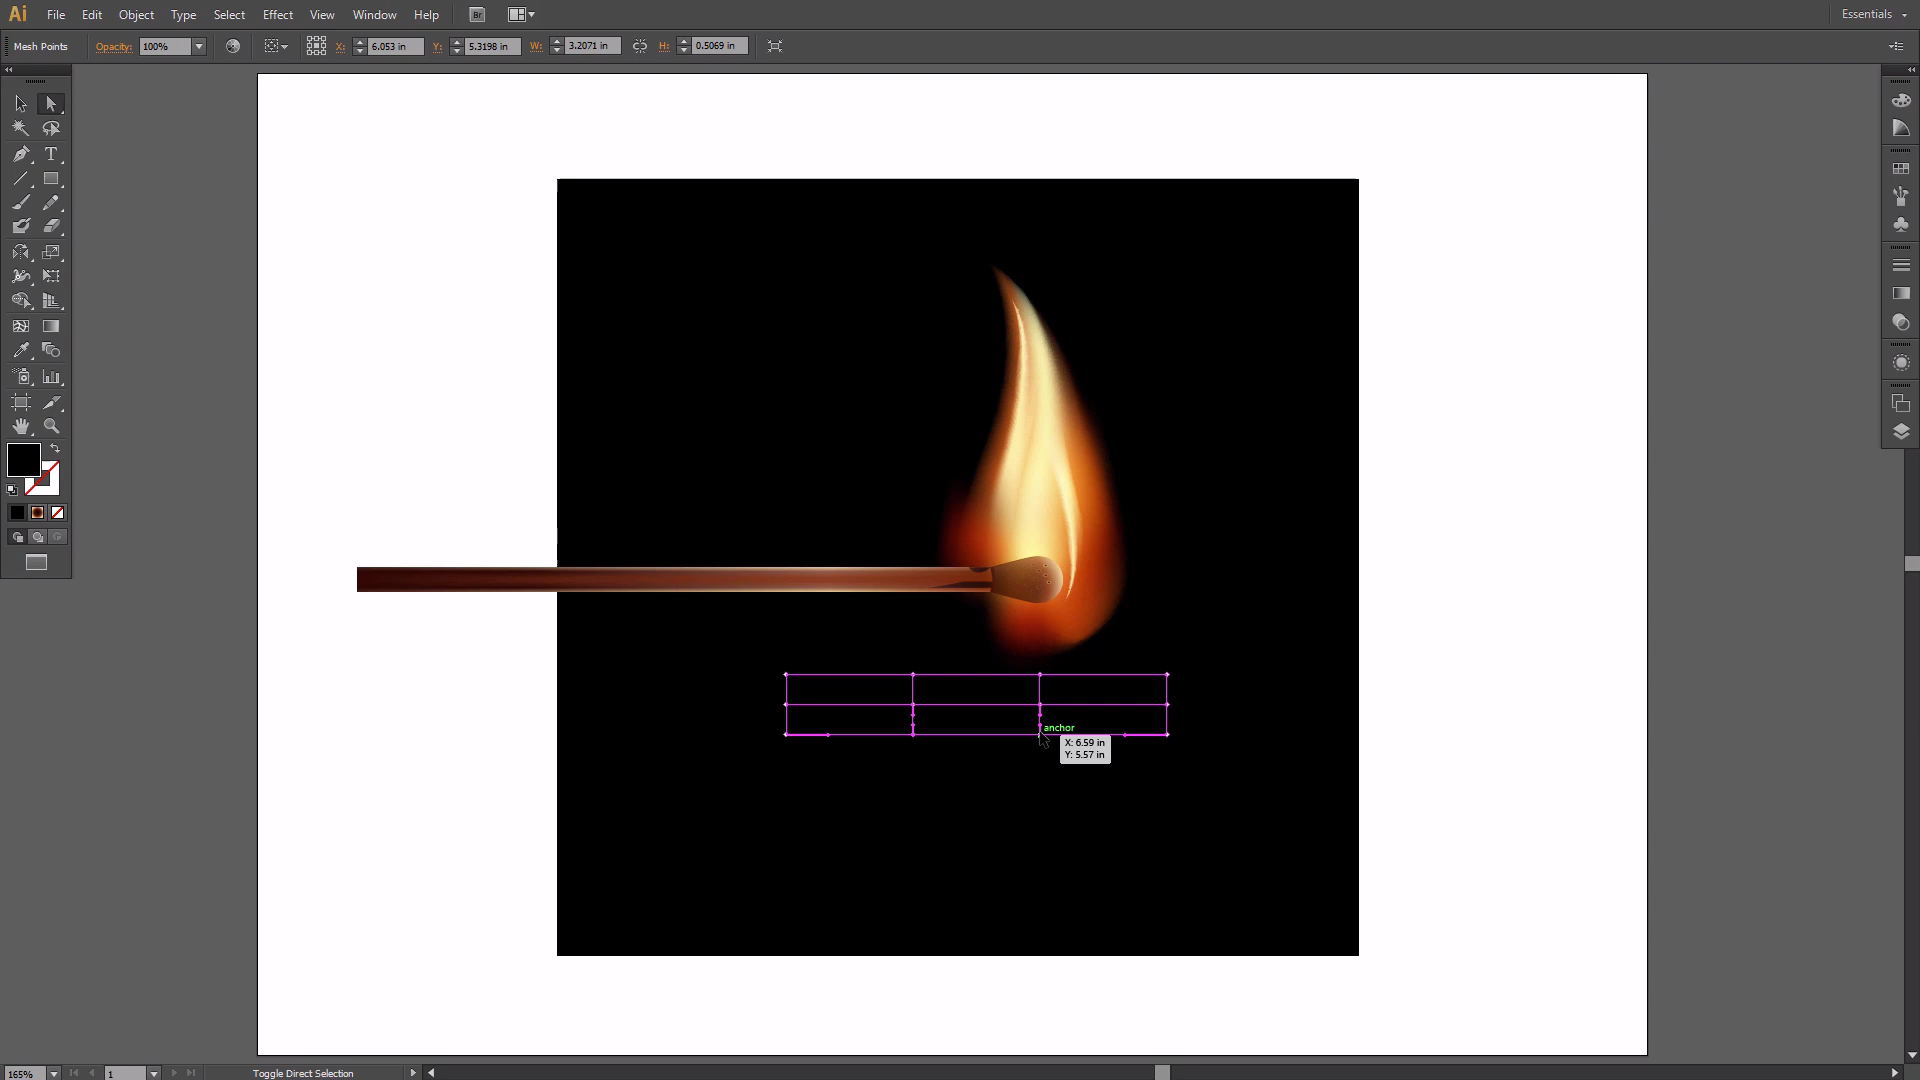 Ai File Edit Object Type Select Effect View Window Help Br Essentials
Mesh Points Opacity: 100% X: 6.053 in Y: 5.3198 in W: 3.2071 in H: 0.5069 in
T
anchor
X: 6.59 in
Y: 5.57 in
165% 1 Toggle Direct Selection